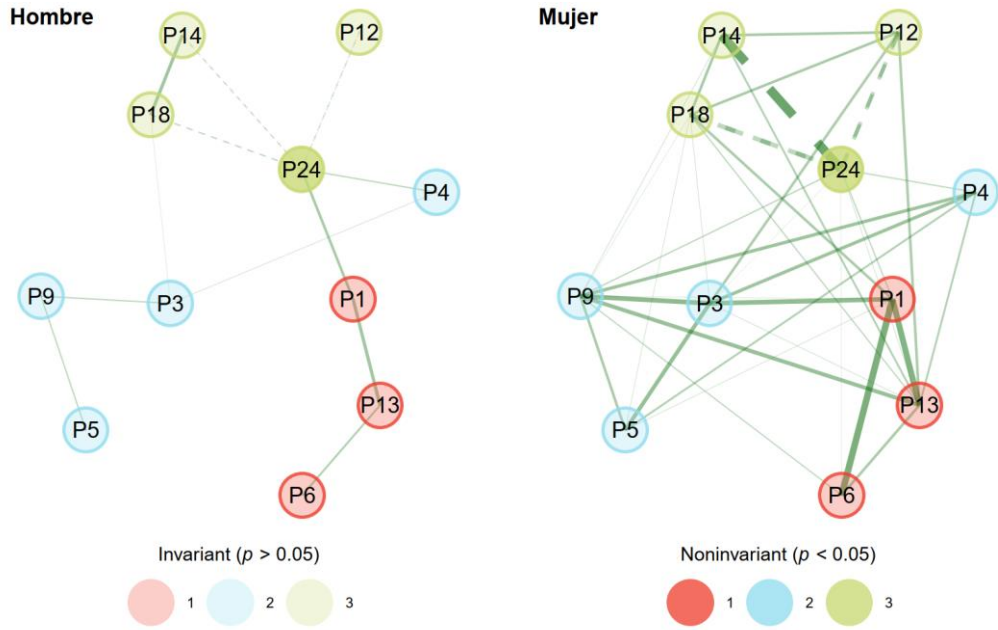 Hombre
P14
P12
P18
P24
P4
P9
P3
P1
P13
P5
P6
Invariant (p > 0.05)
1 2 3
Mujer
P14
P12
P18
P24
P4
P9
P3
P1
P13
P5
P6
Noninvariant (p < 0.05)
1 2 3